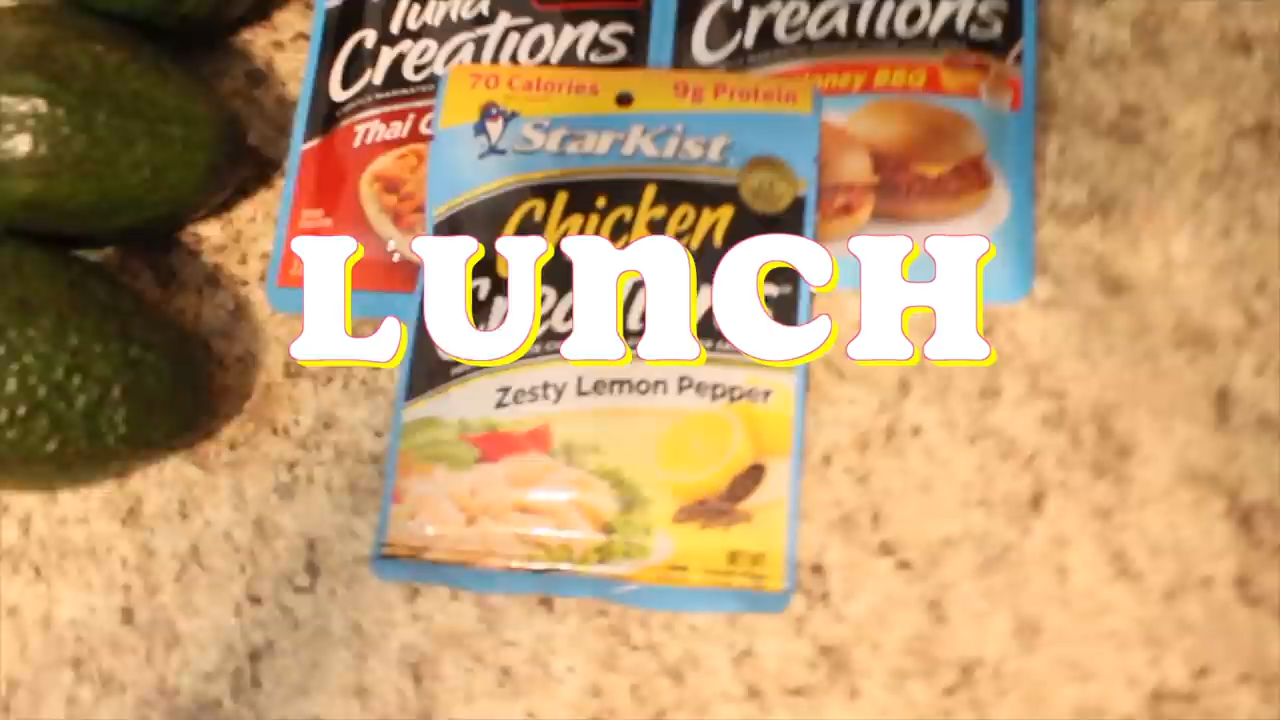 Tuna
Creations
Thai
Creations
Honey BBQ
70 Calories
9g Protein
StarKist
Chicken
Creations
Zesty Lemon Pepper
LUNCH